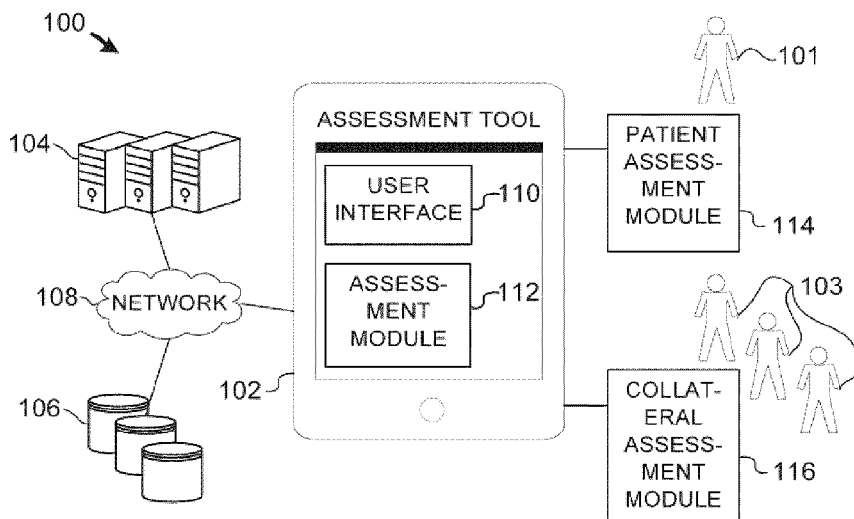 100
101
104
ASSESSMENT TOOL
PATIENT
ASSESS-
MENT
MODULE
USER
INTERFACE
110
114
108
NETWORK
ASSESS-
MENT
MODULE
112
103
102
106
COLLAT-
ERAL
ASSESS-
MENT
MODULE
116